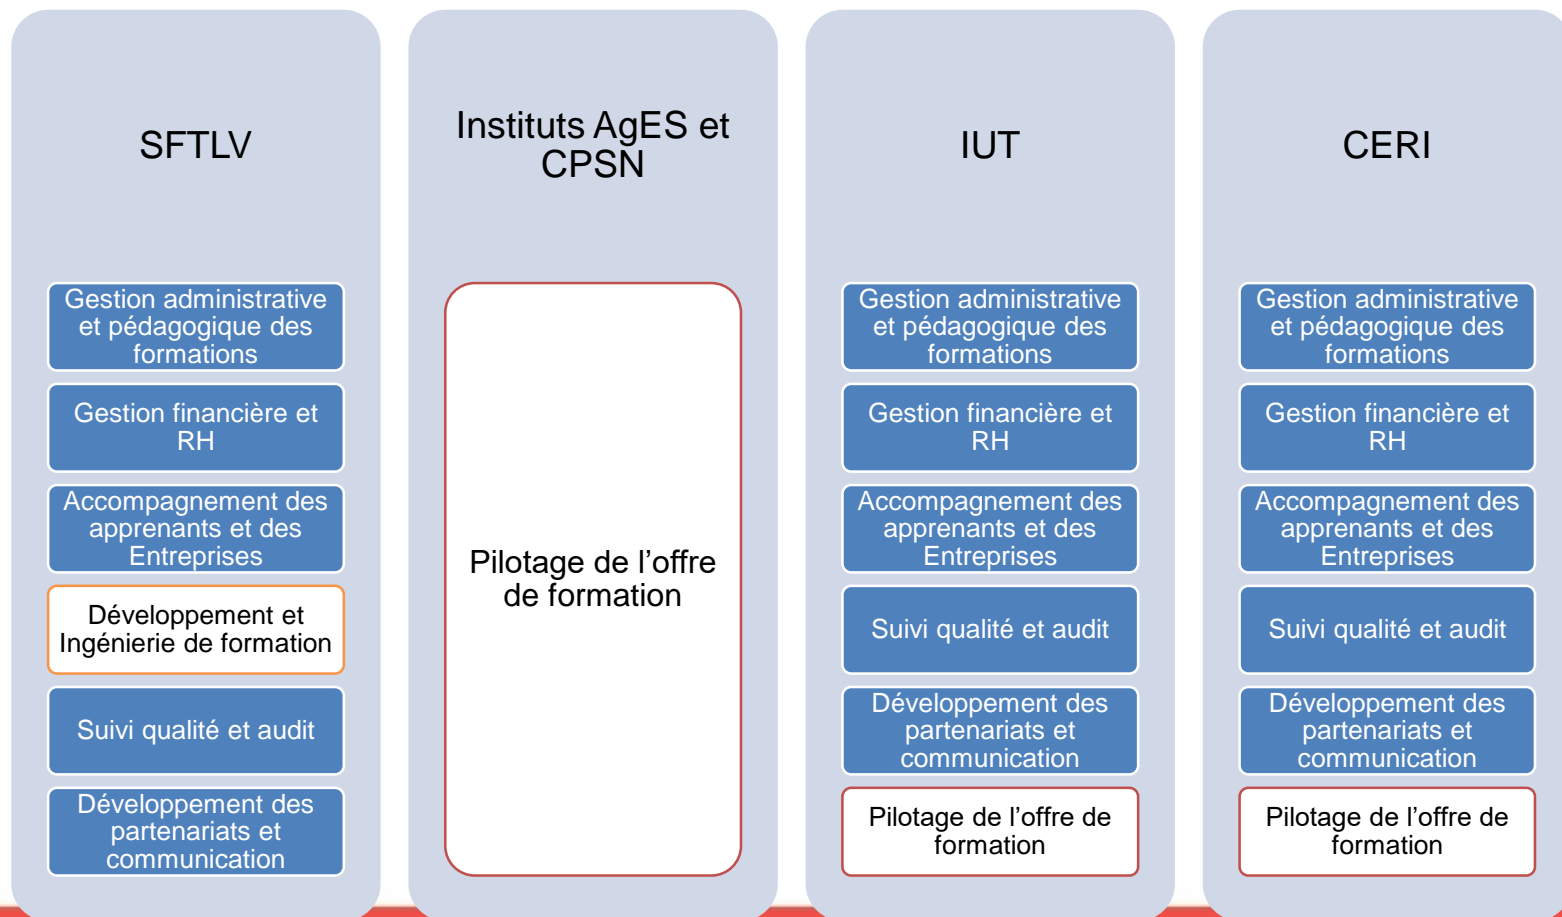 SFTLV
Gestion administrative
et pédagogique des
formations
Gestion financière et
RH
Accompagnement des
apprenants et des
Entreprises
Développement et
Ingénierie de formation
Suivi qualité et audit
Développement des
partenariats et
communication
Instituts AgES et
CPSN
Pilotage de l’offre
de formation
IUT
Gestion administrative
et pédagogique des
formations
Gestion financière et
RH
Accompagnement des
apprenants et des
Entreprises
Suivi qualité et audit
Développement des
partenariats et
communication
Pilotage de l’offre de
formation
CERI
Gestion administrative
et pédagogique des
formations
Gestion financière et
RH
Accompagnement des
apprenants et des
Entreprises
Suivi qualité et audit
Développement des
partenariats et
communication
Pilotage de l’offre de
formation